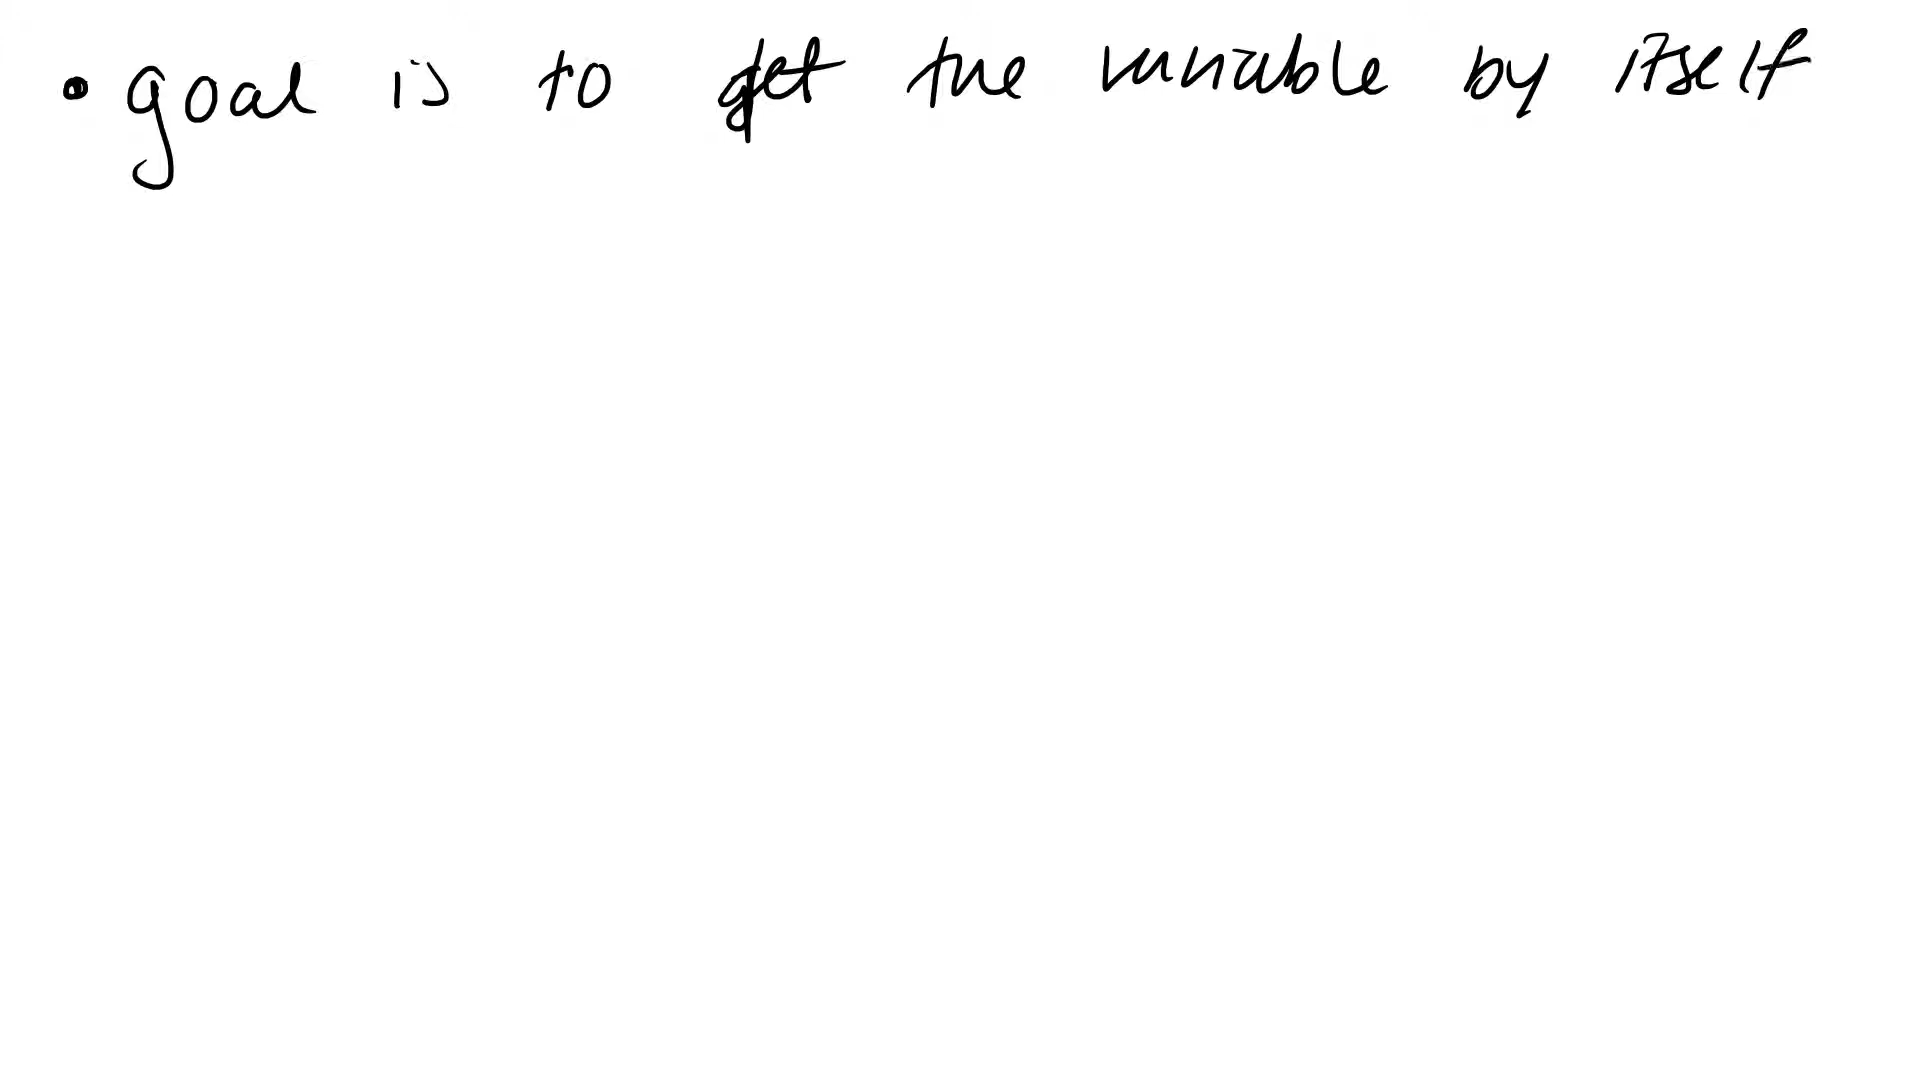 • goal is to get the variable by itself